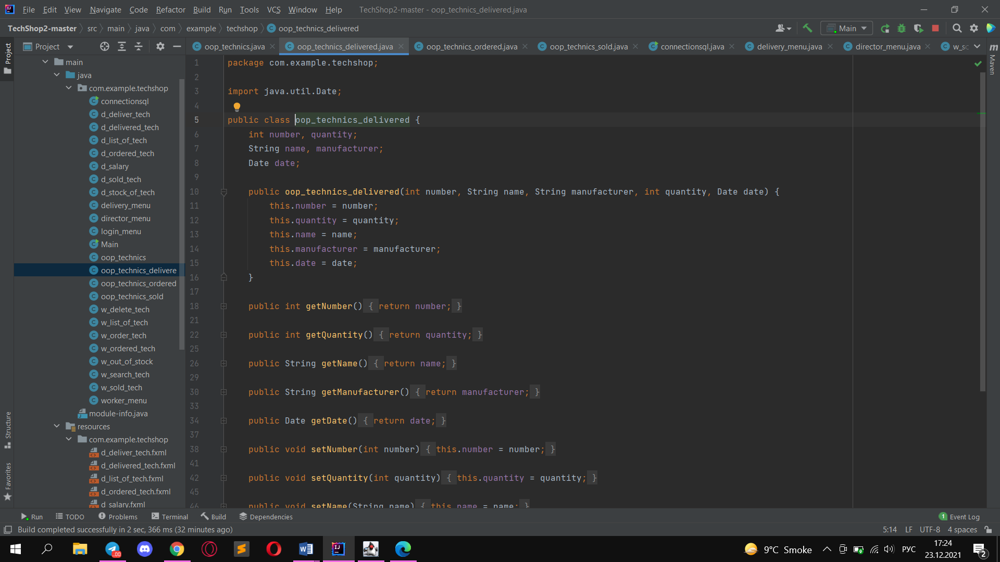 File Edit View Navigate Code Refactor Build Run Tools VCS Window Help TechShop2-master - oop_technics_delivered.java
TechShop2-master src main java com example techshop oop_technics_delivered Main
Project oop_technics.java oop_technics_delivered.java oop_technics_ordered.java oop_technics_sold.java connectionsql.java delivery_menu.java director_menu.java
Project
Maven
Structure
Favorites
main
java
com.example.techshop
connectionsql
d_deliver_tech
d_delivered_tech
d_list_of_tech
d_ordered_tech
d_salary
d_sold_tech
d_stock_of_tech
delivery_menu
director_menu
login_menu
Main
oop_technics
oop_technics_delivere
oop_technics_ordered
oop_technics_sold
w_delete_tech
w_list_of_tech
w_order_tech
w_ordered_tech
w_out_of_stock
w_search_tech
w_sold_tech
worker_menu
module-info.java
resources
com.example.techshop
d_deliver_tech.fxml
d_delivered_tech.fxml
d_list_of_tech.fxml
d_ordered_tech.fxml
d_salary.fxml
1 package com.example.techshop;
2
3 import java.util.Date;
4
5 public class oop_technics_delivered {
6 int number, quantity;
7 String name, manufacturer;
8 Date date;
9
10 public oop_technics_delivered(int number, String name, String manufacturer, int quantity, Date date) {
11 this.number = number;
12 this.quantity = quantity;
13 this.name = name;
14 this.manufacturer = manufacturer;
15 this.date = date;
16 }
17
18 public int getNumber() { return number; }
21
22 public int getQuantity() { return quantity; }
25
26 public String getName() { return name; }
29
30 public String getManufacturer() { return manufacturer; }
33
34 public Date getDate() { return date; }
37
38 public void setNumber(int number) { this.number = number; }
41
42 public void setQuantity(int quantity) { this.quantity = quantity; }
45
46 public void setName(String name) { this.name = name; }
Run TODO Problems Terminal Build Dependencies 1 Event Log
Build completed successfully in 2 sec, 366 ms (32 minutes ago) 5:14 LF UTF-8 4 spaces
9°C Smoke РУС 17:24
23.12.2021
2